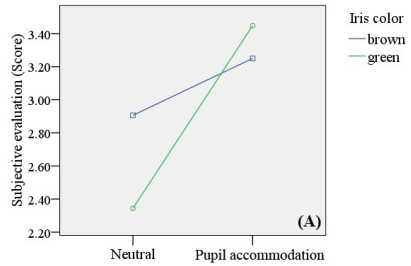 Iris color
brown
green
Subjective evaluation (Score)
3.40
3.20
3.00
2.80
2.60
2.40
2.20
(A)
Neutral
Pupil accommodation